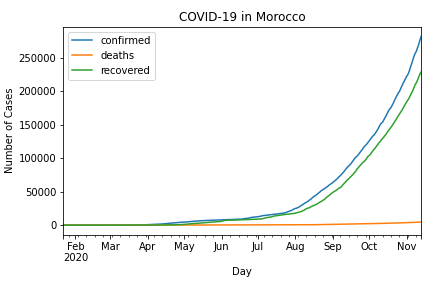 COVID-19 in Morocco
confirmed
deaths
recovered
Number of Cases
250000
200000
150000
100000
50000
0
Feb Mar Apr May Jun Jul Aug Sep Oct Nov
2020
Day